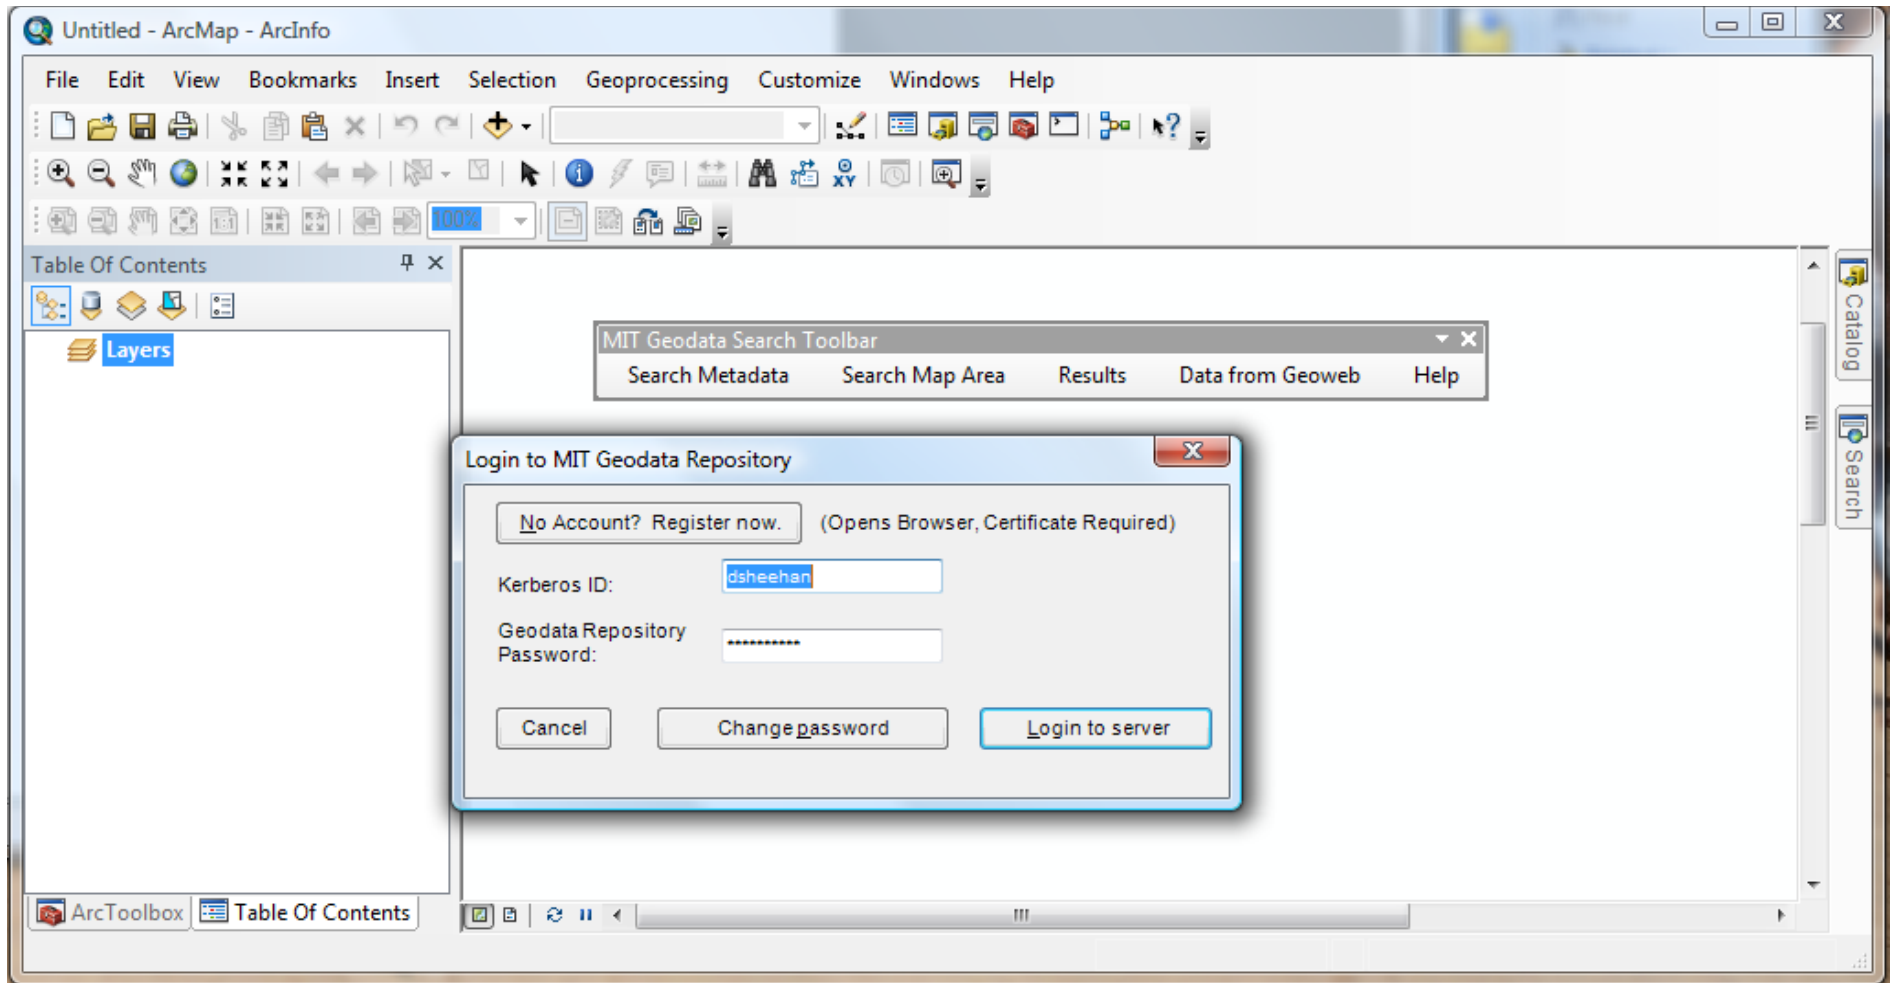 Untitled - ArcMap - ArcInfo
File Edit View Bookmarks Insert Selection Geoprocessing Customize Windows Help
100%
Table Of Contents
Layers
MIT Geodata Search Toolbar
Search Metadata Search Map Area Results Data from Geoweb Help
Login to MIT Geodata Repository
No Account? Register now. (Opens Browser, Certificate Required)
Kerberos ID: dsheehan
Geodata Repository
Password: **********
Cancel Change password Login to server
ArcToolbox Table Of Contents
Catalog
Search